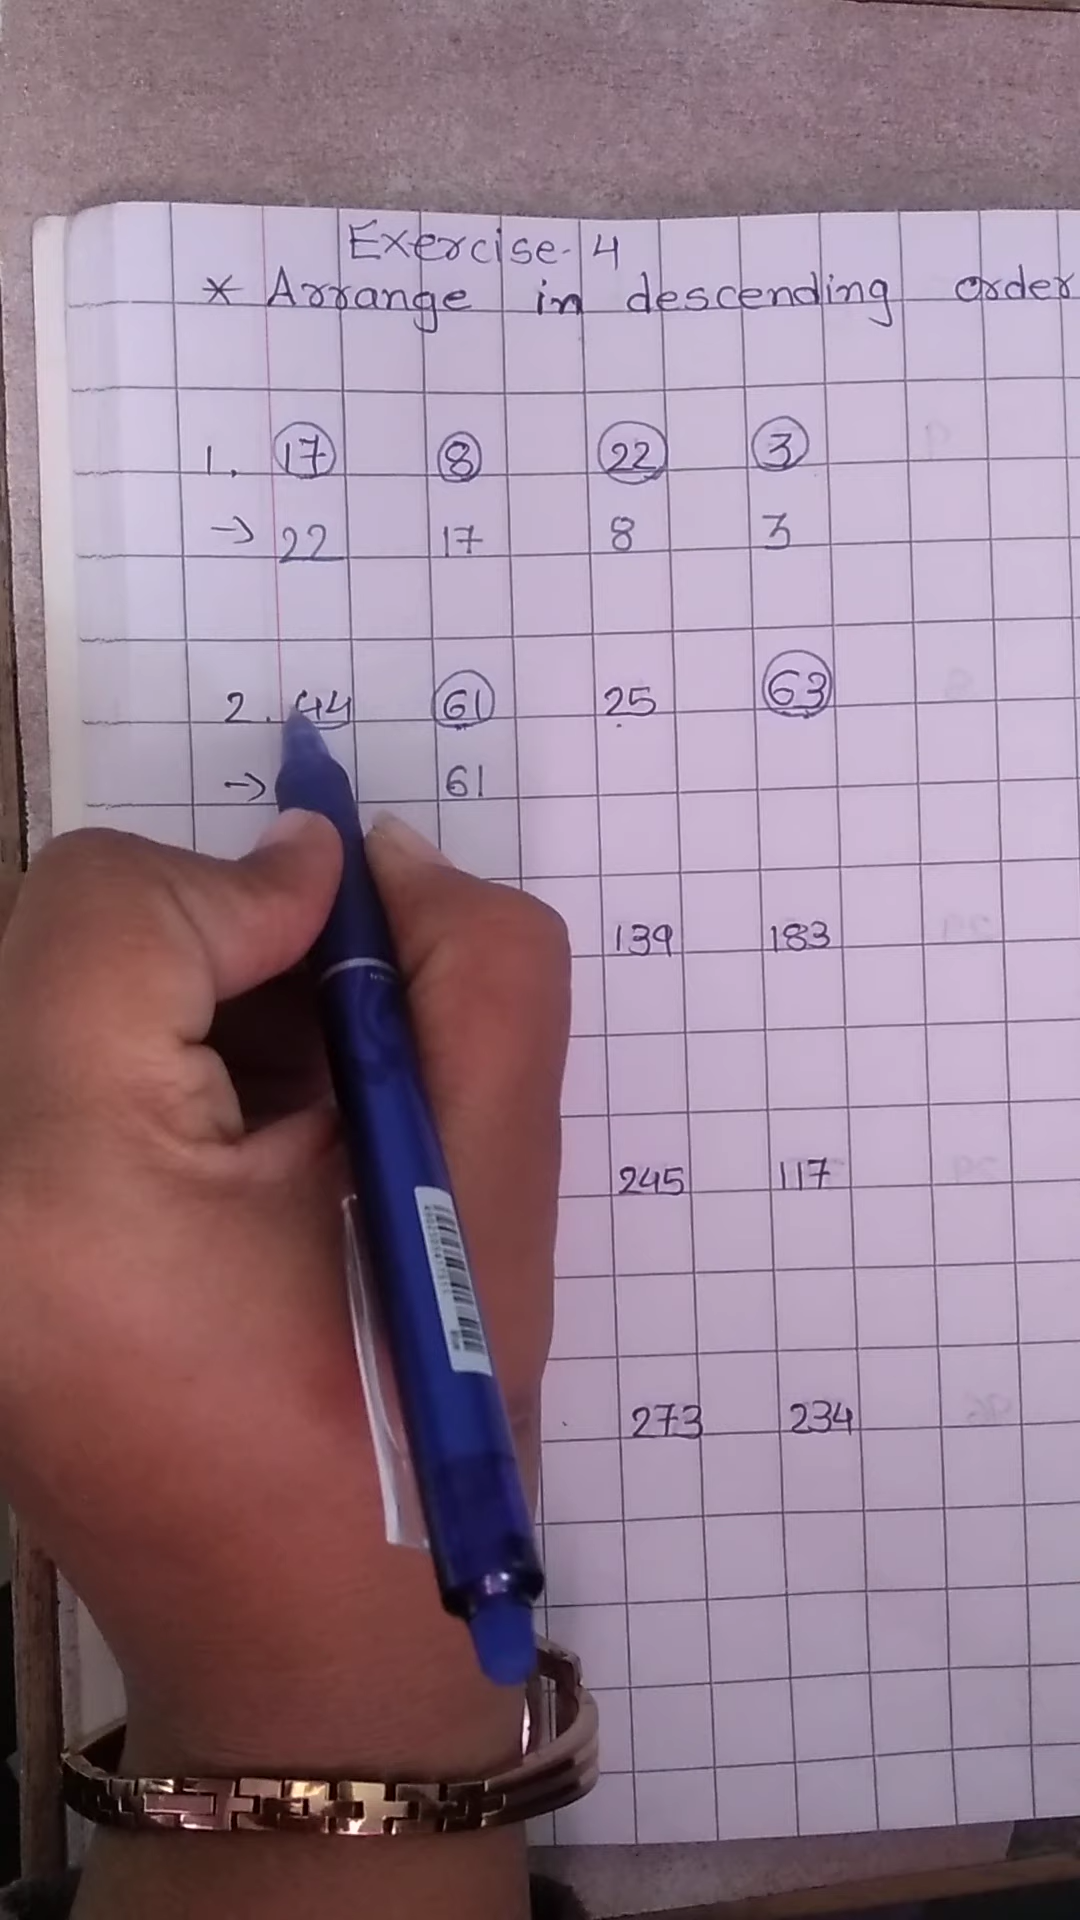 Exercise-4
* Arrange in descending order
1. 17 8 22 3
→ 22 17 8 3
2. 44 61 25 63
→ 61
139 183
245 117
273 234